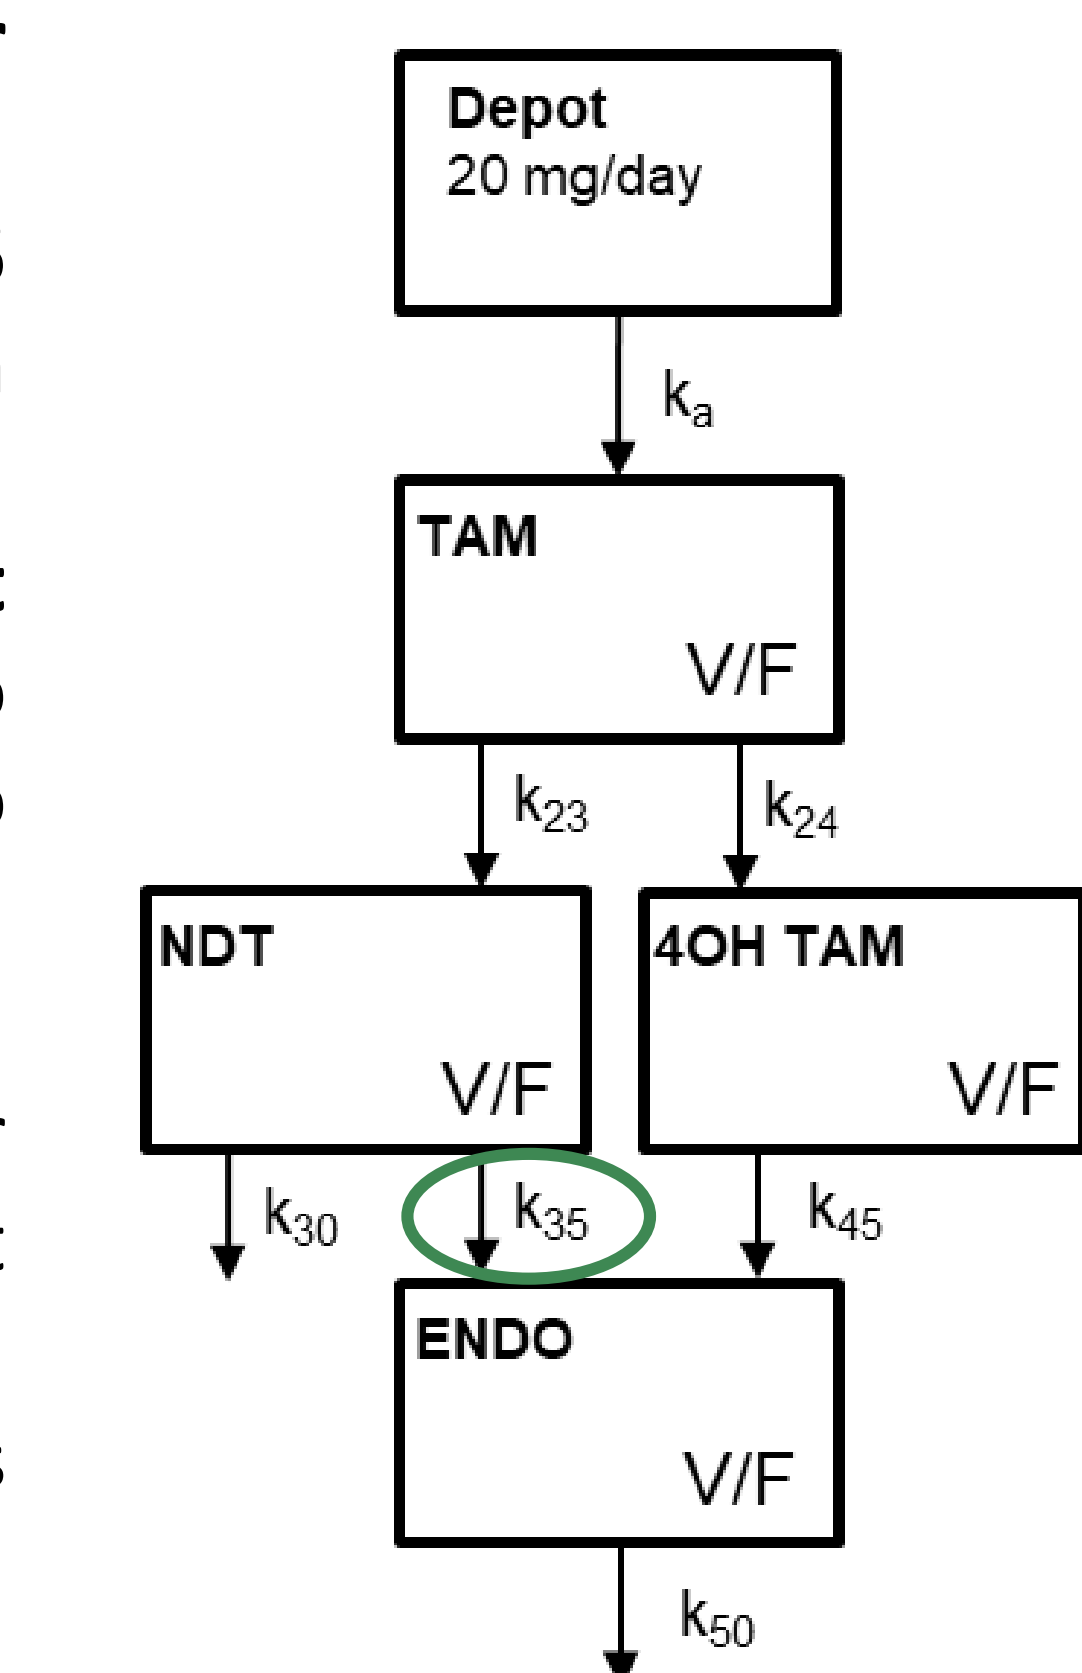 Depot
20 mg/day
kₐ
TAM
V/F
k₂₃ k₂₄
NDT
V/F
4OH TAM
V/F
k₃₀ k₃₅ k₄₅
ENDO
V/F
k₅₀